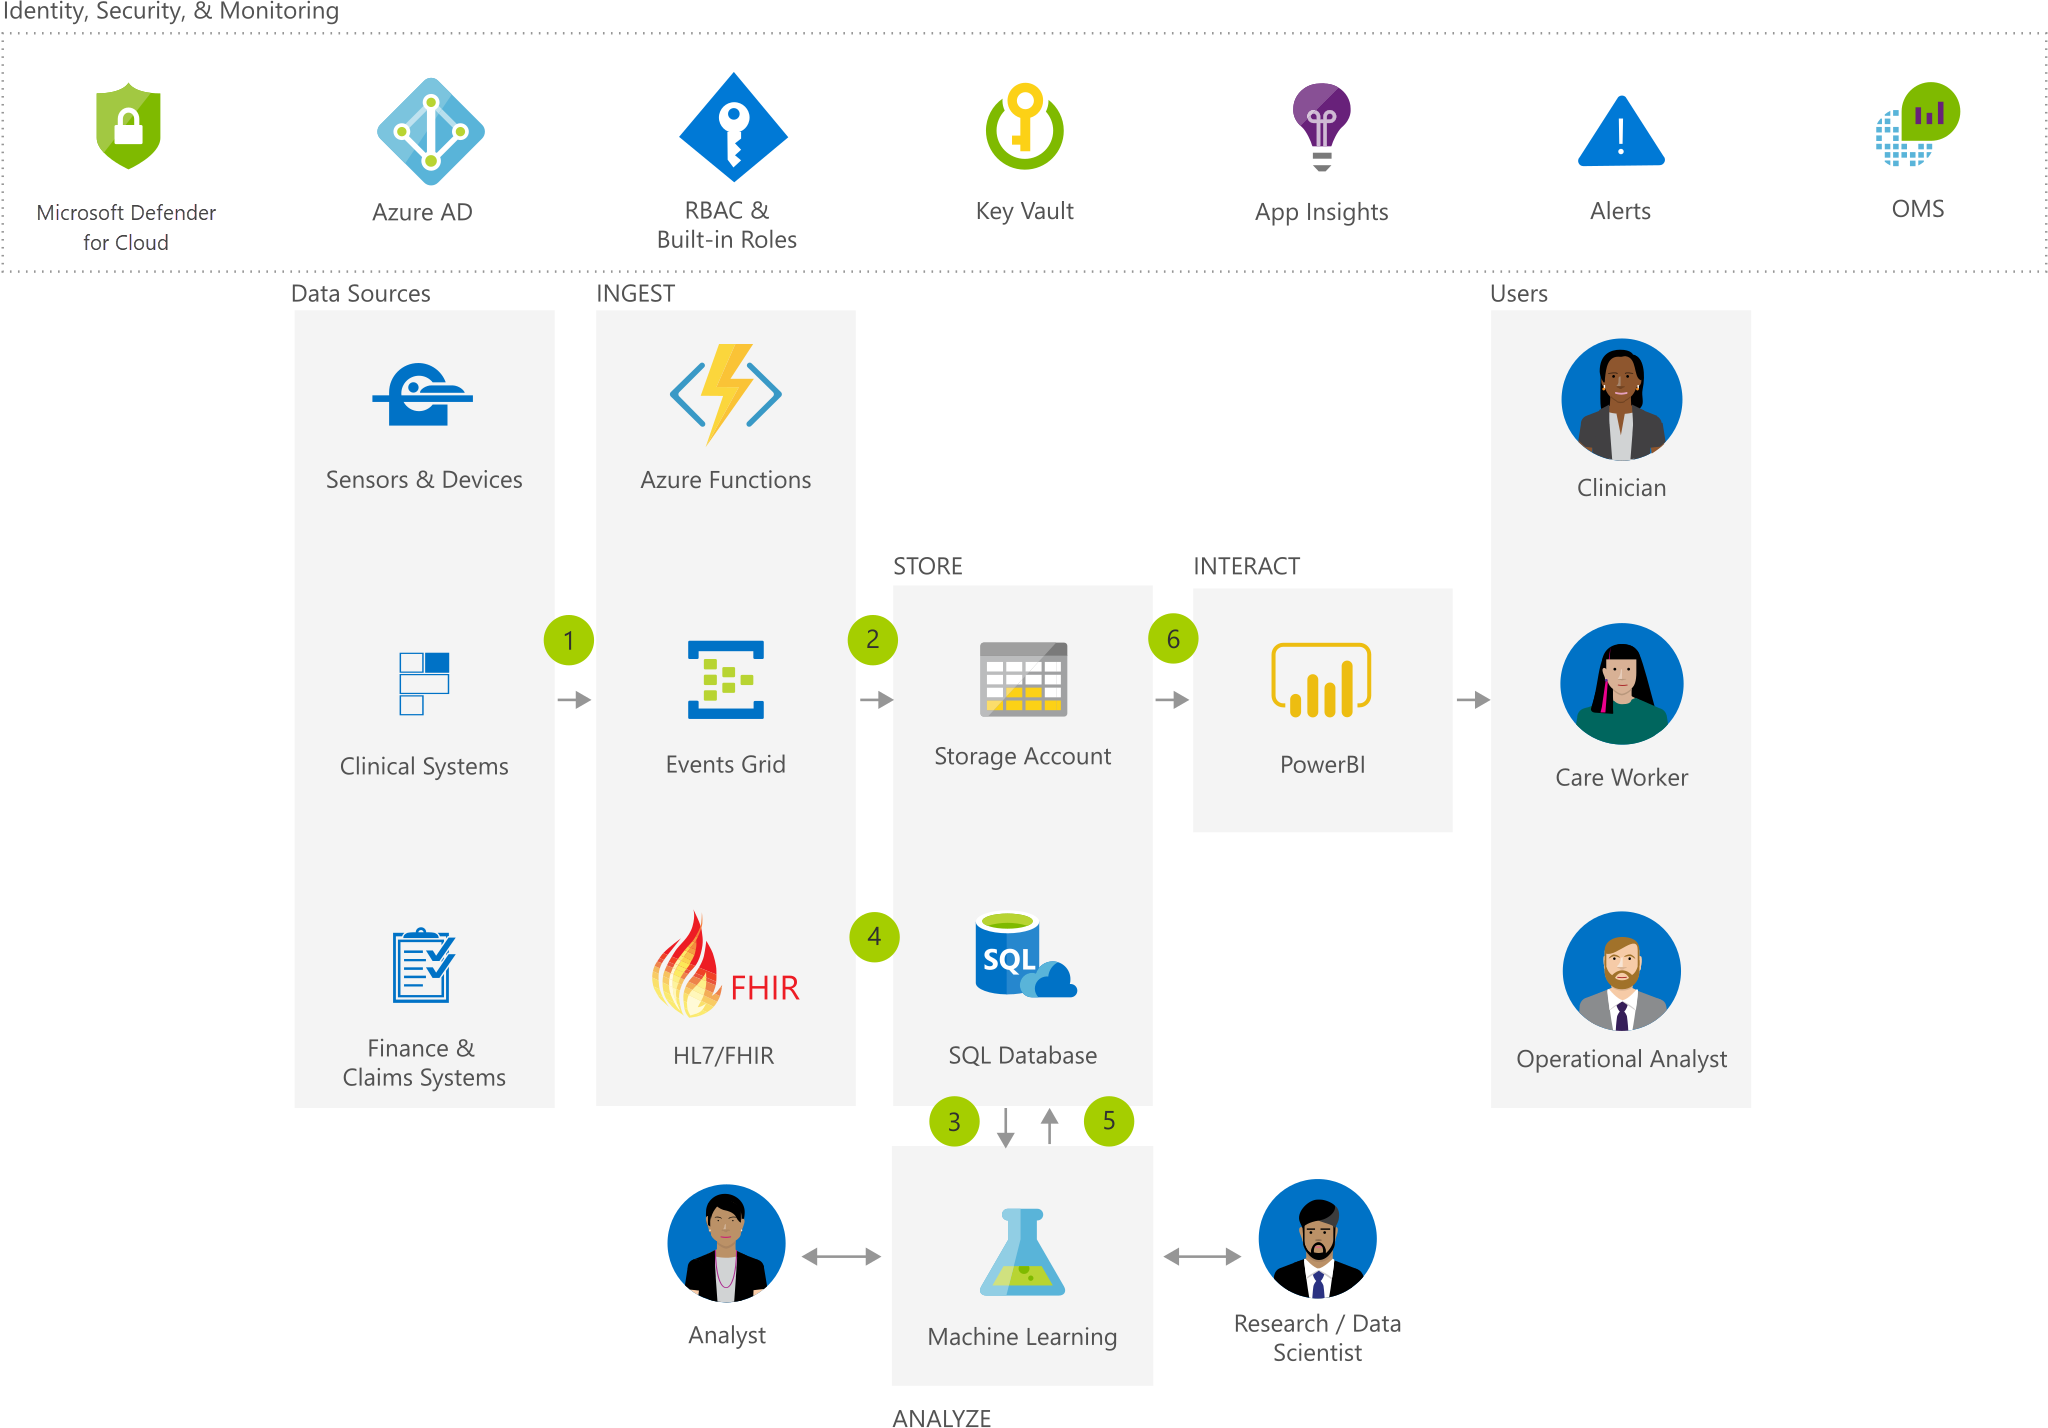 Identity, Security, & Monitoring
Microsoft Defender
for Cloud
Azure AD
RBAC &
Built-in Roles
Key Vault
App Insights
Alerts
OMS
Data Sources
INGEST
Users
Sensors & Devices
Azure Functions
Clinician
STORE
INTERACT
1
2
6
Clinical Systems
Events Grid
Storage Account
PowerBI
Care Worker
4
SQL
FHIR
Finance &
Claims Systems
HL7/FHIR
SQL Database
Operational Analyst
3
5
Analyst
Machine Learning
Research / Data
Scientist
ANALYZE